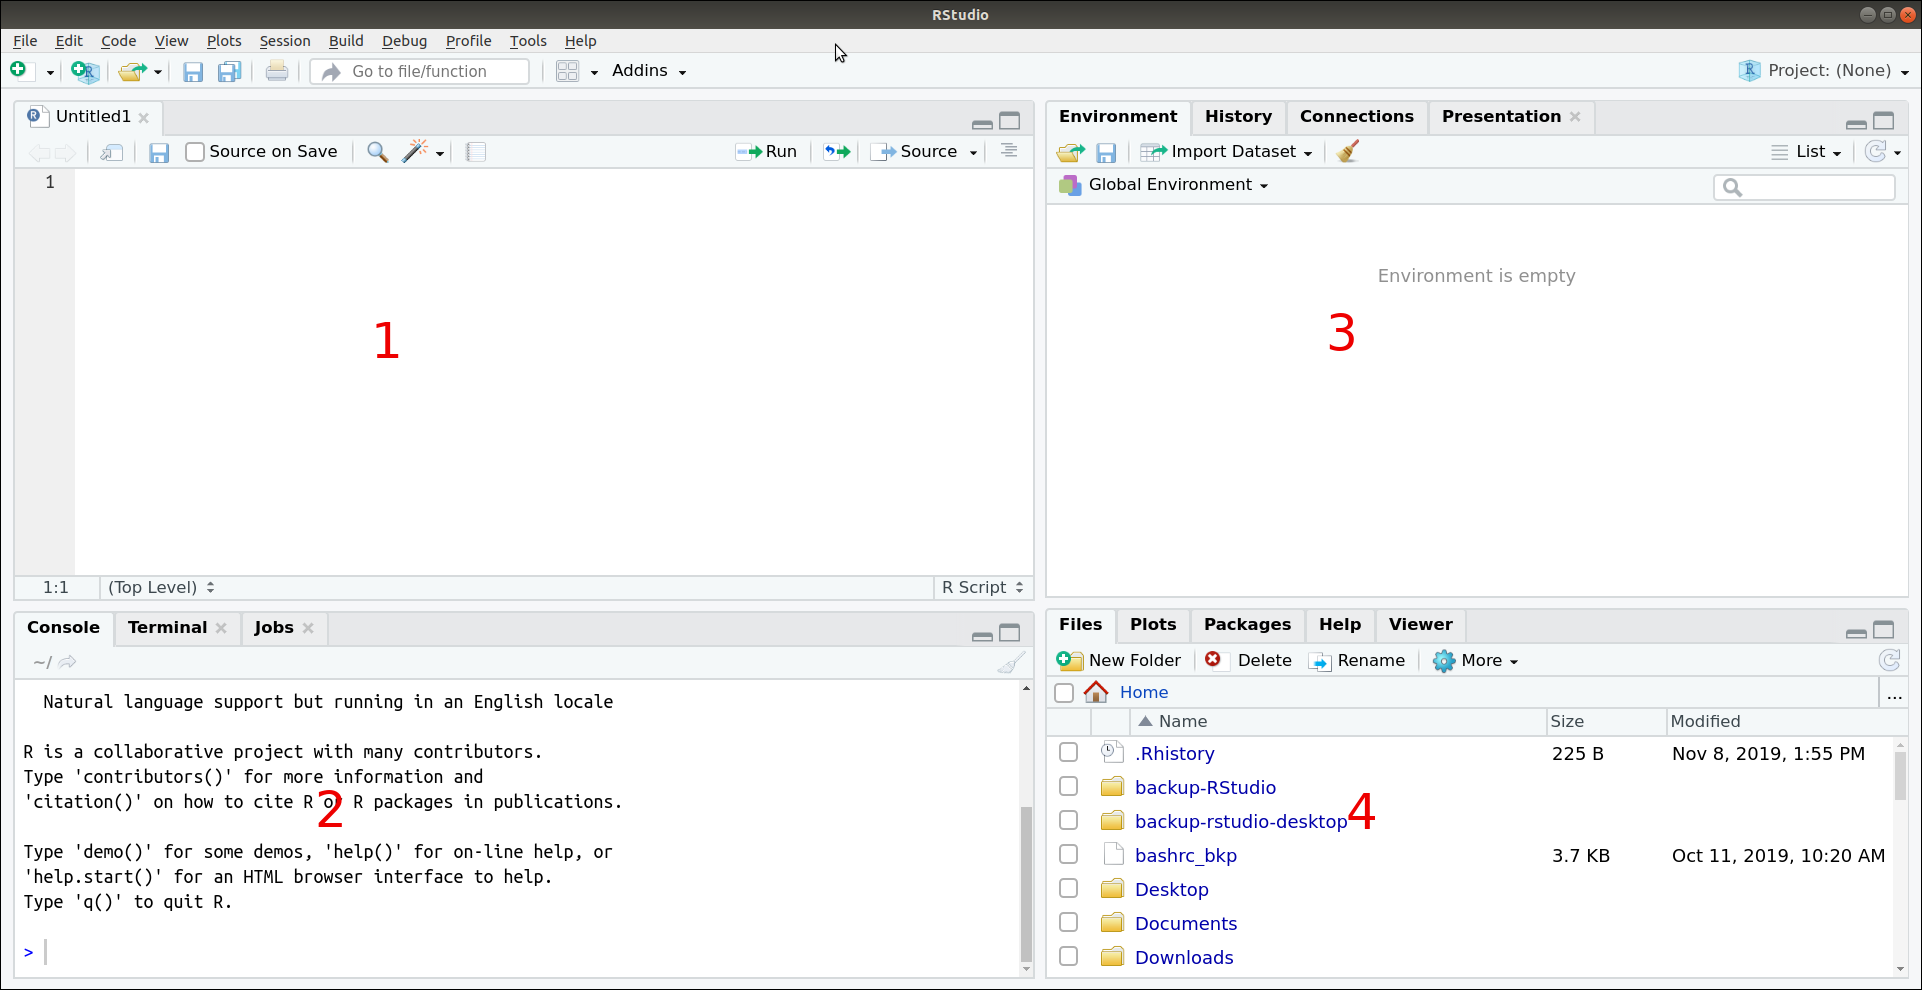 RStudio
File Edit Code View Plots Session Build Debug Profile Tools Help
Go to file/function Addins Project: (None)
Untitled1
Source on Save Run Source
1
1
1:1 (Top Level) R Script
Console Terminal Jobs
~/
Natural language support but running in an English locale
R is a collaborative project with many contributors.
Type 'contributors()' for more information and
'citation()' on how to cite R or R packages in publications.
2
Type 'demo()' for some demos, 'help()' for on-line help, or
'help.start()' for an HTML browser interface to help.
Type 'q()' to quit R.
>
Environment History Connections Presentation
Import Dataset List
Global Environment
Environment is empty
3
Files Plots Packages Help Viewer
New Folder Delete Rename More
Home ...
Name Size Modified
.Rhistory 225 B Nov 8, 2019, 1:55 PM
backup-RStudio
backup-rstudio-desktop
4
bashrc_bkp 3.7 KB Oct 11, 2019, 10:20 AM
Desktop
Documents
Downloads